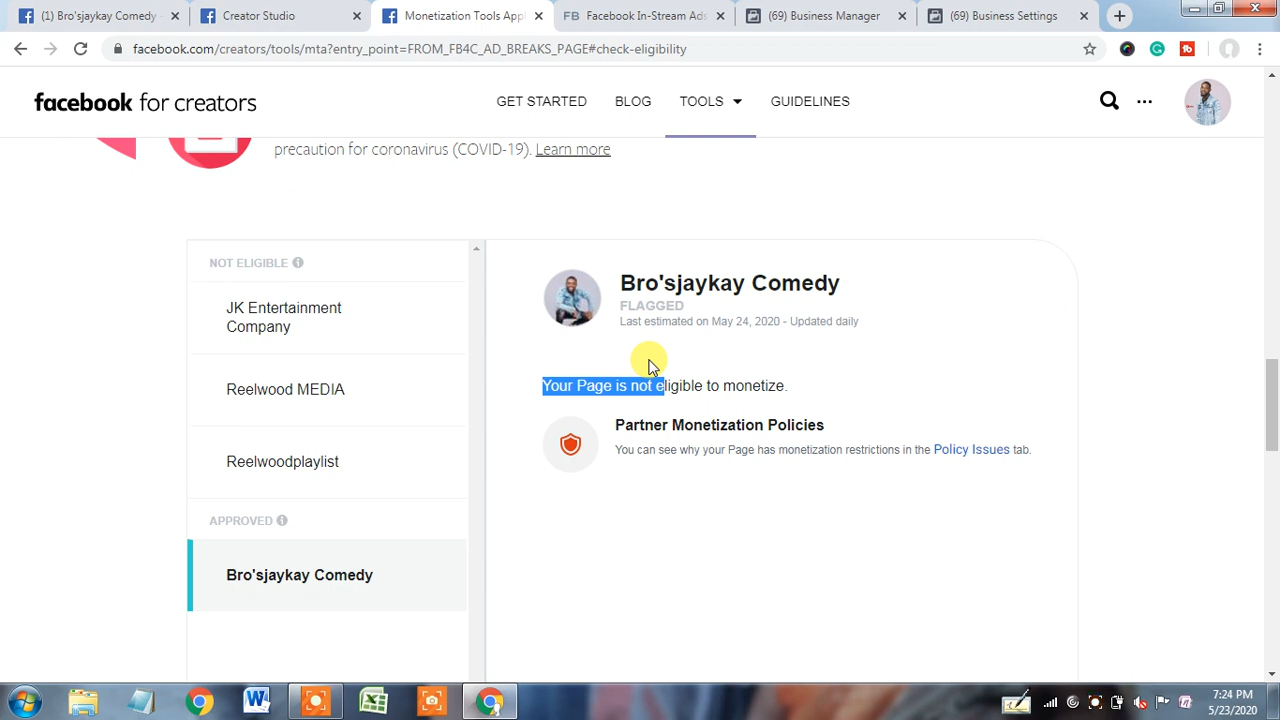 (1) Bro'sjaykay Comedy -
Creator Studio
Monetization Tools Appl
FB Facebook In-Stream Ads
(69) Business Manager
(69) Business Settings
facebook.com/creators/tools/mta?entry_point=FROM_FB4C_AD_BREAKS_PAGE#check-eligibility
facebook for creators
GET STARTED
BLOG
TOOLS
GUIDELINES
precaution for coronavirus (COVID-19). Learn more
NOT ELIGIBLE
JK Entertainment
Company
Reelwood MEDIA
Reelwoodplaylist
APPROVED
Bro'sjaykay Comedy
Bro'sjaykay Comedy
FLAGGED
Last estimated on May 24, 2020 - Updated daily
Your Page is not eligible to monetize.
Partner Monetization Policies
You can see why your Page has monetization restrictions in the Policy Issues tab.
7:24 PM
5/23/2020